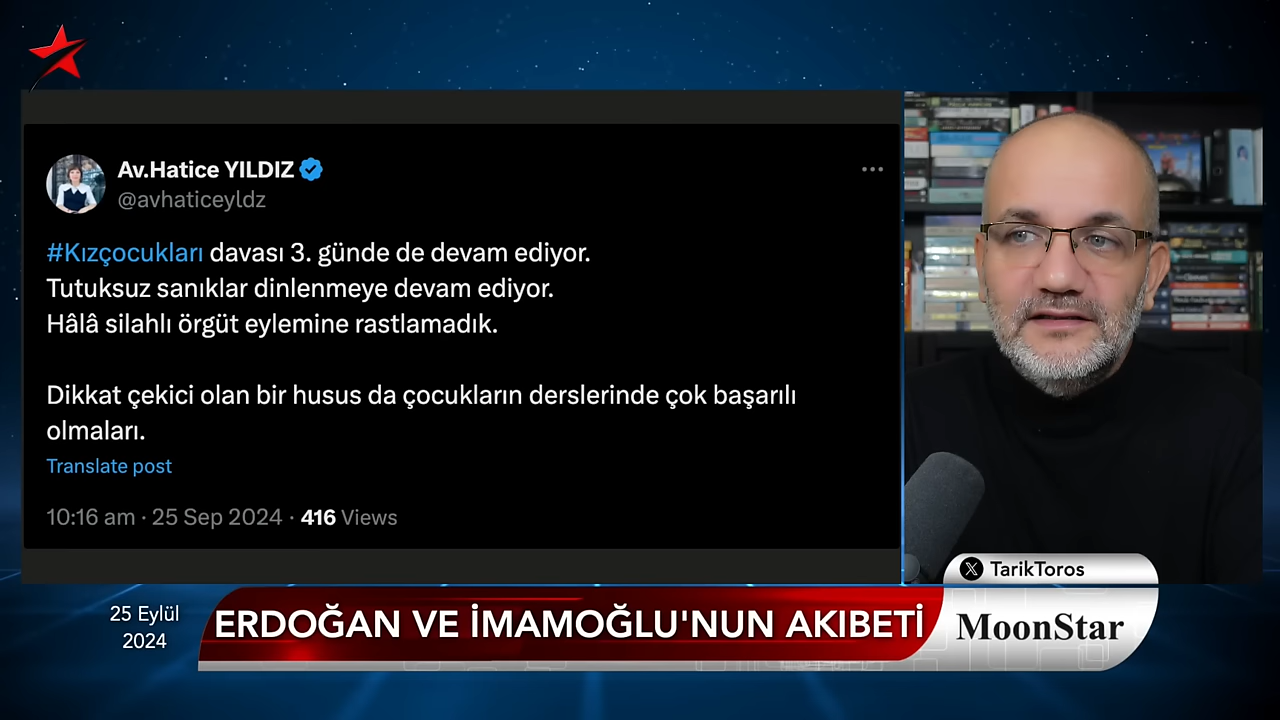 Av.Hatice YILDIZ
@avhaticeyldz
#Kızçocukları davası 3. günde de devam ediyor.
Tutuksuz sanıklar dinlenmeye devam ediyor.
Hâlâ silahlı örgüt eylemine rastlamadık.
Dikkat çekici olan bir husus da çocukların derslerinde çok başarılı
olmaları.
Translate post
10:16 am · 25 Sep 2024 · 416 Views
TarikToros
25 Eylül
2024
ERDOĞAN VE İMAMOĞLU'NUN AKIBETİ
MoonStar